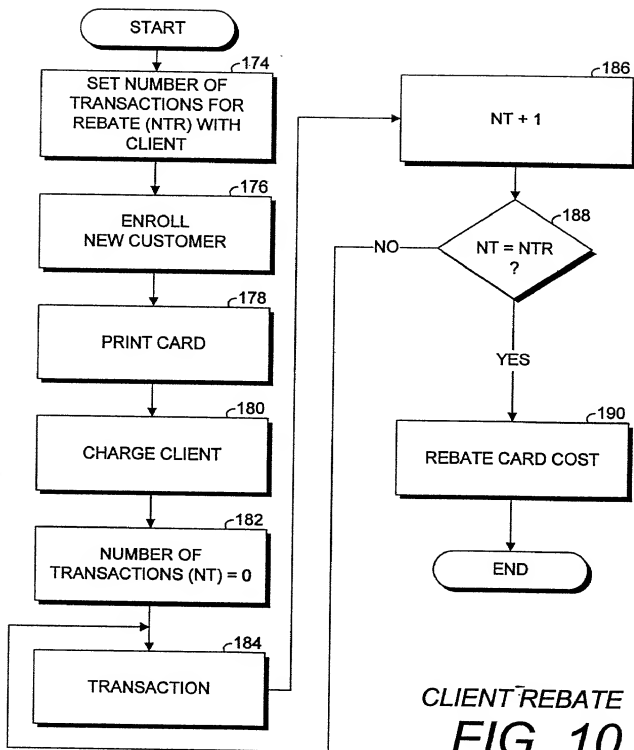 START
174
SET NUMBER OF
TRANSACTIONS FOR
REBATE (NTR) WITH
CLIENT
176
ENROLL
NEW CUSTOMER
178
PRINT CARD
180
CHARGE CLIENT
182
NUMBER OF
TRANSACTIONS (NT) = 0
184
TRANSACTION
186
NT + 1
188
NT = NTR
?
NO
YES
190
REBATE CARD COST
END
CLIENT REBATE
FIG. 10